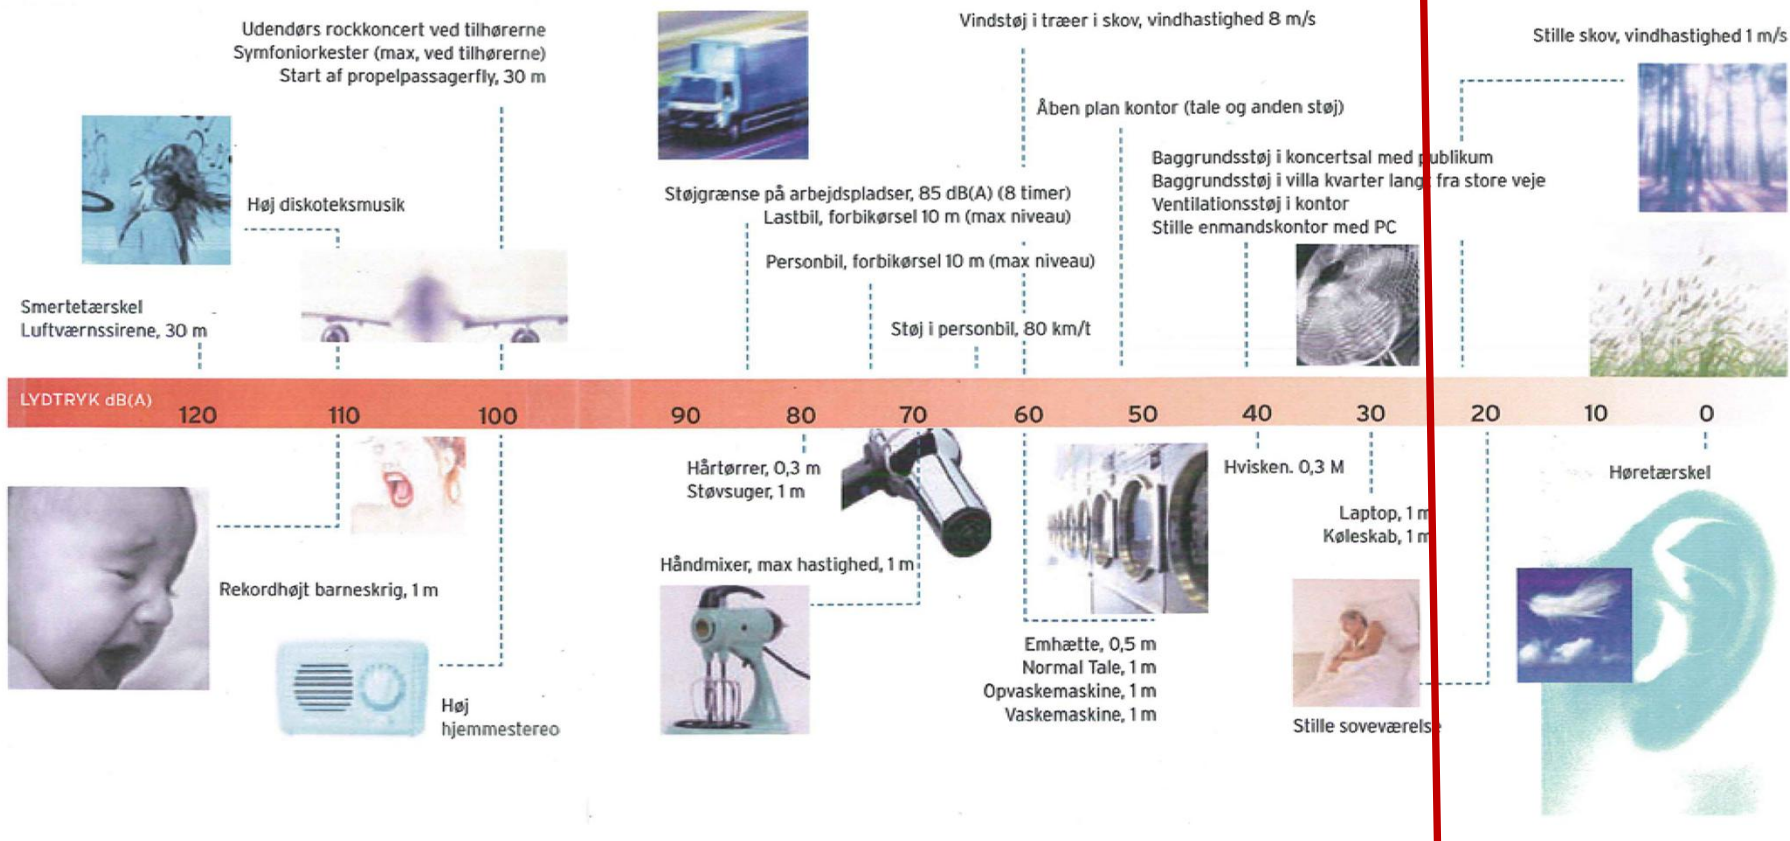 Udendørs rockkoncert ved tilhørerne
Symfoniorkester (max, ved tilhørerne)
Start af propelpassagerfly, 30 m
Vindstøj i træer i skov, vindhastighed 8 m/s
Stille skov, vindhastighed 1 m/s
Åben plan kontor (tale og anden støj)
Baggrundsstøj i koncertsal med publikum
Baggrundsstøj i villa kvarter langt fra store veje
Ventilationsstøj i kontor
Stille enmandskontor med PC
Høj diskoteksmusik
Støjgrænse på arbejdspladser, 85 dB(A) (8 timer)
Lastbil, forbikørsel 10 m (max niveau)
Personbil, forbikørsel 10 m (max niveau)
Smertetærskel
Luftværnssirene, 30 m
Støj i personbil, 80 km/t
LYDTRYK dB(A)
120 110 100 90 80 70 60 50 40 30 20 10 0
Hårtørrer, 0,3 m
Støvsuger, 1 m
Hvisken. 0,3 M
Høretærskel
Laptop, 1 m
Køleskab, 1 m
Håndmixer, max hastighed, 1 m
Rekordhøjt barneskrig, 1 m
Emhætte, 0,5 m
Normal Tale, 1 m
Opvaskemaskine, 1 m
Vaskemaskine, 1 m
Høj
hjemmestereo
Stille soveværelse